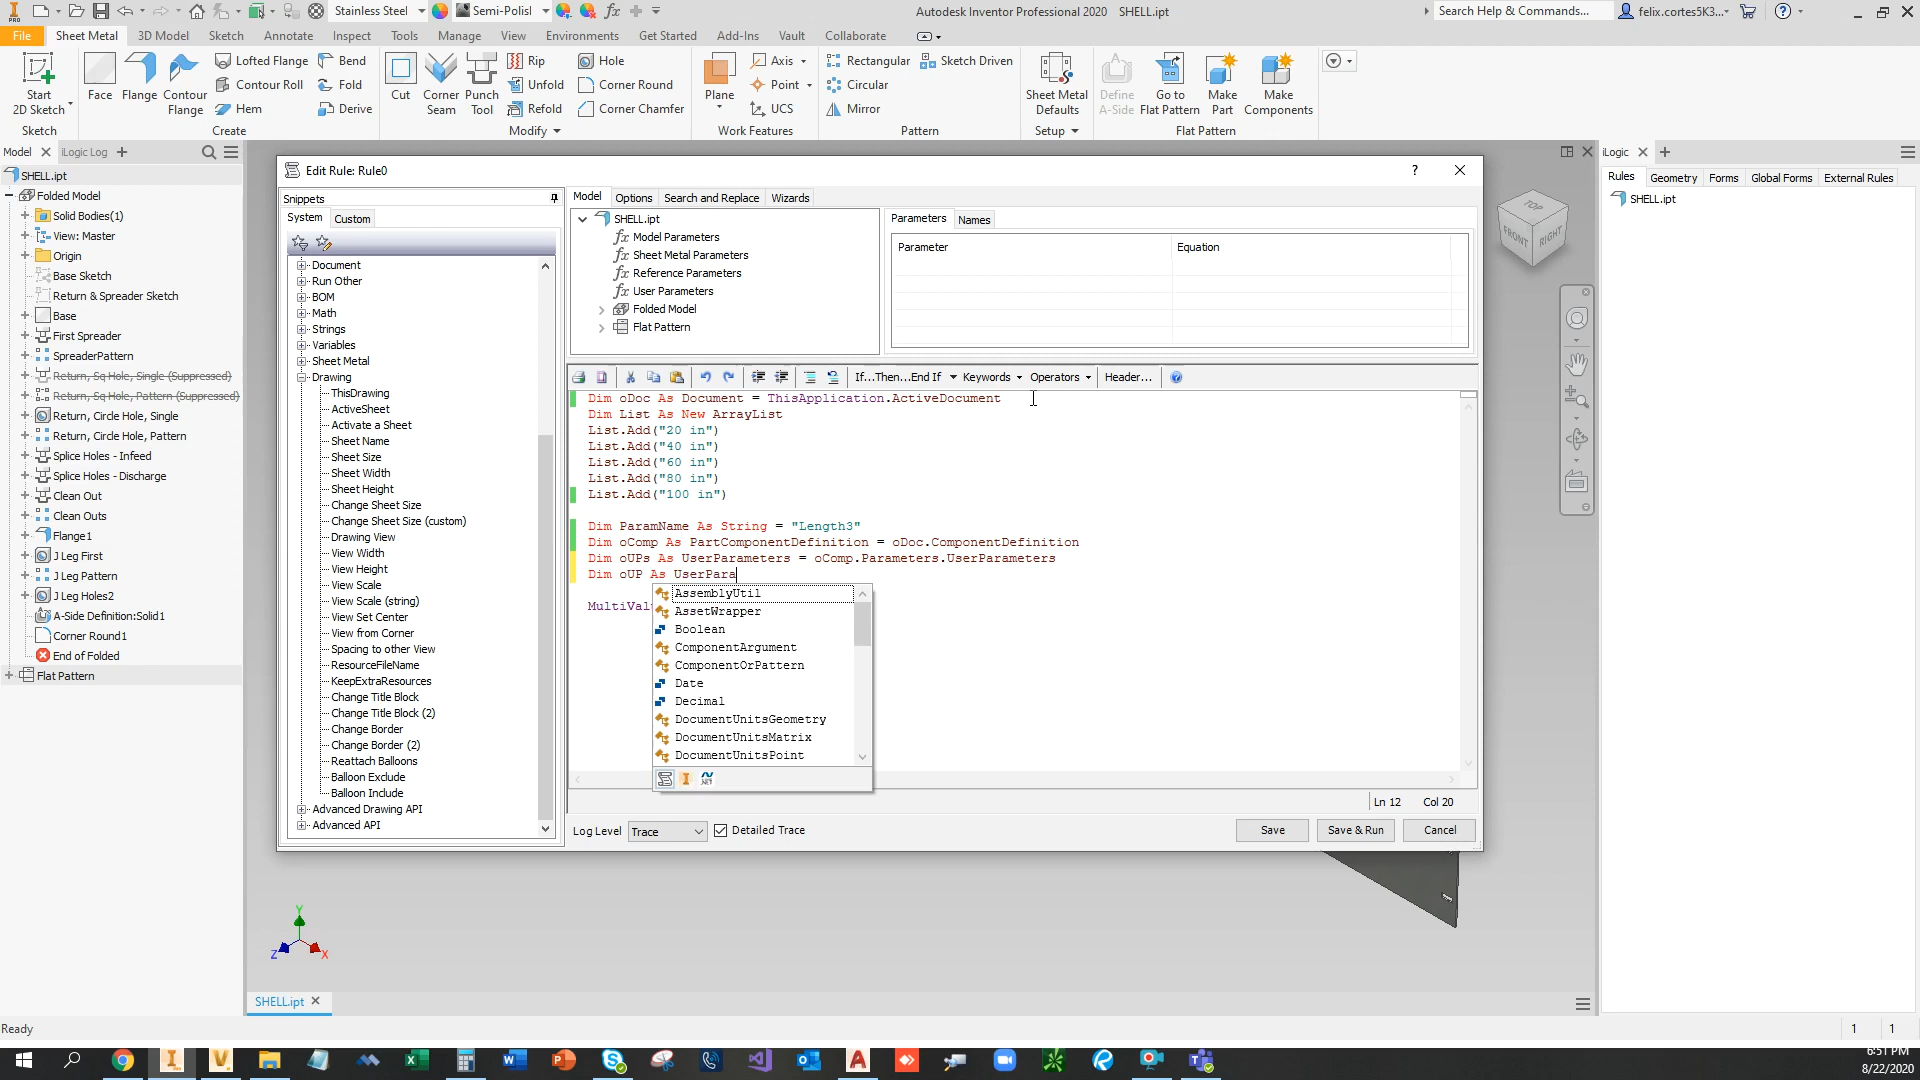 Stainless Steel
Semi-Polisl
Autodesk Inventor Professional 2020 SHELL.ipt
Search Help & Commands...
felix.cortes5K3...
File
Sheet Metal
3D Model
Sketch
Annotate
Inspect
Tools
Manage
View
Environments
Get Started
Add-Ins
Vault
Collaborate
Start
2D Sketch
Face
Flange
Contour
Flange
Lofted Flange
Contour Roll
Hem
Bend
Fold
Derive
Cut
Corner
Seam
Punch
Tool
Rip
Unfold
Refold
Hole
Corner Round
Corner Chamfer
Plane
Axis
Point
UCS
Rectangular
Circular
Mirror
Sketch Driven
Sheet Metal
Defaults
Define
A-Side
Go to
Flat Pattern
Make
Part
Make
Components
Sketch
Create
Modify
Work Features
Pattern
Setup
Flat Pattern
Model
iLogic Log
SHELL.ipt
Folded Model
Solid Bodies(1)
View: Master
Origin
Base Sketch
Return & Spreader Sketch
Base
First Spreader
SpreaderPattern
Return, Sq Hole, Single (Suppressed)
Return, Sq Hole, Pattern (Suppressed)
Return, Circle Hole, Single
Return, Circle Hole, Pattern
Splice Holes - Infeed
Splice Holes - Discharge
Clean Out
Clean Outs
Flange1
J Leg First
J Leg Pattern
J Leg Holes2
A-Side Definition:Solid1
Corner Round1
End of Folded
Flat Pattern
Edit Rule: Rule0
Snippets
System
Custom
Document
Run Other
BOM
Math
Strings
Variables
Sheet Metal
Drawing
ThisDrawing
ActiveSheet
Activate a Sheet
Sheet Name
Sheet Size
Sheet Width
Sheet Height
Change Sheet Size
Change Sheet Size (custom)
Drawing View
View Width
View Height
View Scale
View Scale (string)
View Set Center
View from Corner
Spacing to other View
ResourceFileName
KeepExtraResources
Change Title Block
Change Title Block (2)
Change Border
Change Border (2)
Reattach Balloons
Balloon Exclude
Balloon Include
Advanced Drawing API
Advanced API
Model
Options
Search and Replace
Wizards
SHELL.ipt
Model Parameters
Sheet Metal Parameters
Reference Parameters
User Parameters
Folded Model
Flat Pattern
Parameters
Names
Parameter
Equation
If...Then...End If
Keywords
Operators
Header...
Dim oDoc As Document = ThisApplication.ActiveDocument
Dim List As New ArrayList
List.Add("20 in")
List.Add("40 in")
List.Add("60 in")
List.Add("80 in")
List.Add("100 in")
Dim ParamName As String = "Length3"
Dim oComp As PartComponentDefinition = oDoc.ComponentDefinition
Dim oUPs As UserParameters = oComp.Parameters.UserParameters
Dim oUP As UserPara
MultiValu
AssemblyUtil
AssetWrapper
Boolean
ComponentArgument
ComponentOrPattern
Date
Decimal
DocumentUnitsGeometry
DocumentUnitsMatrix
DocumentUnitsPoint
Ln 12
Col 20
Log Level
Trace
Detailed Trace
Save
Save & Run
Cancel
iLogic
Rules
Geometry
Forms
Global Forms
External Rules
SHELL.ipt
TOP
FRONT
RIGHT
Y
Z
X
SHELL.ipt
Ready
1
1
6:51 PM
8/22/2020